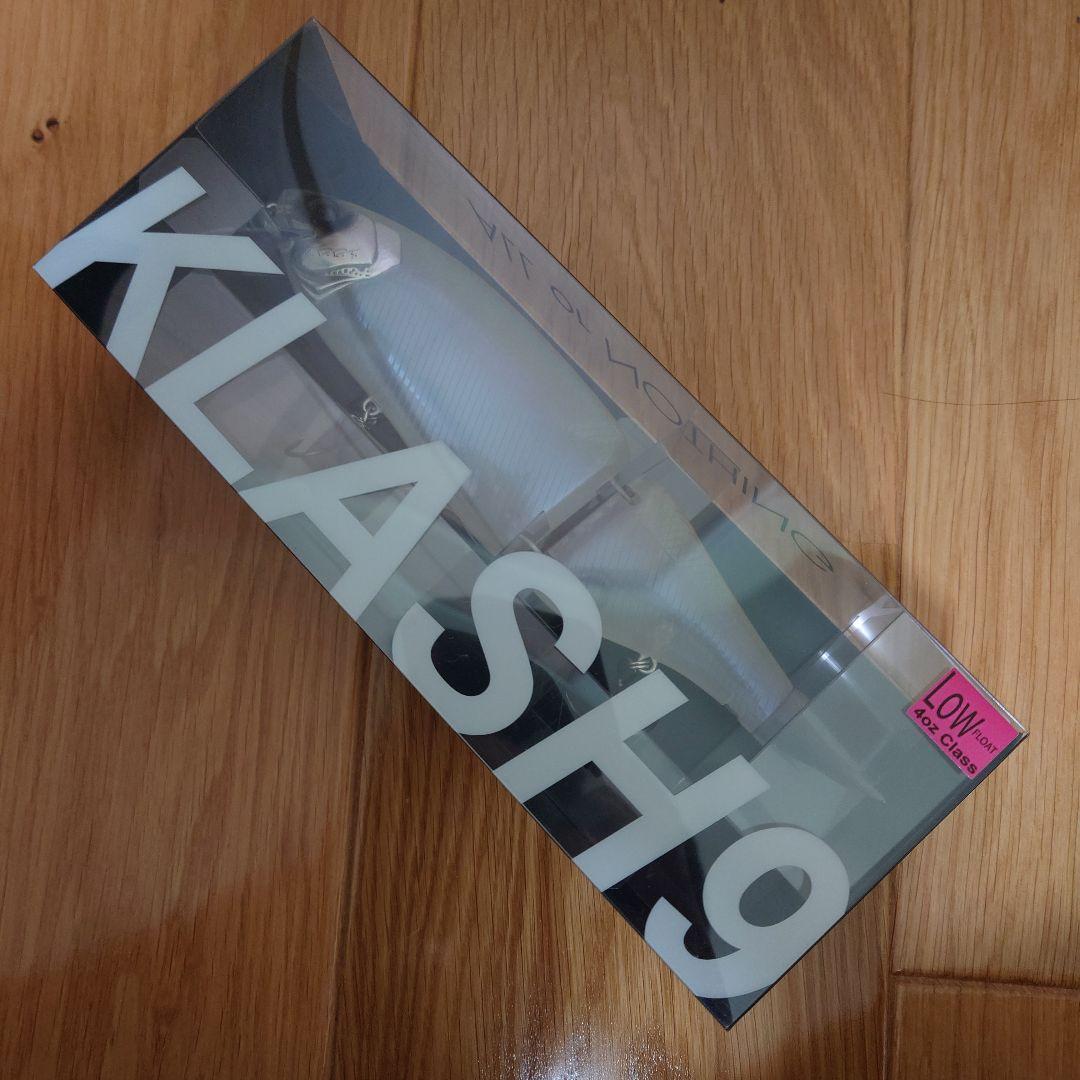 ALL or NOTHING
KLASH9
LOW FLOAT
4oz Class